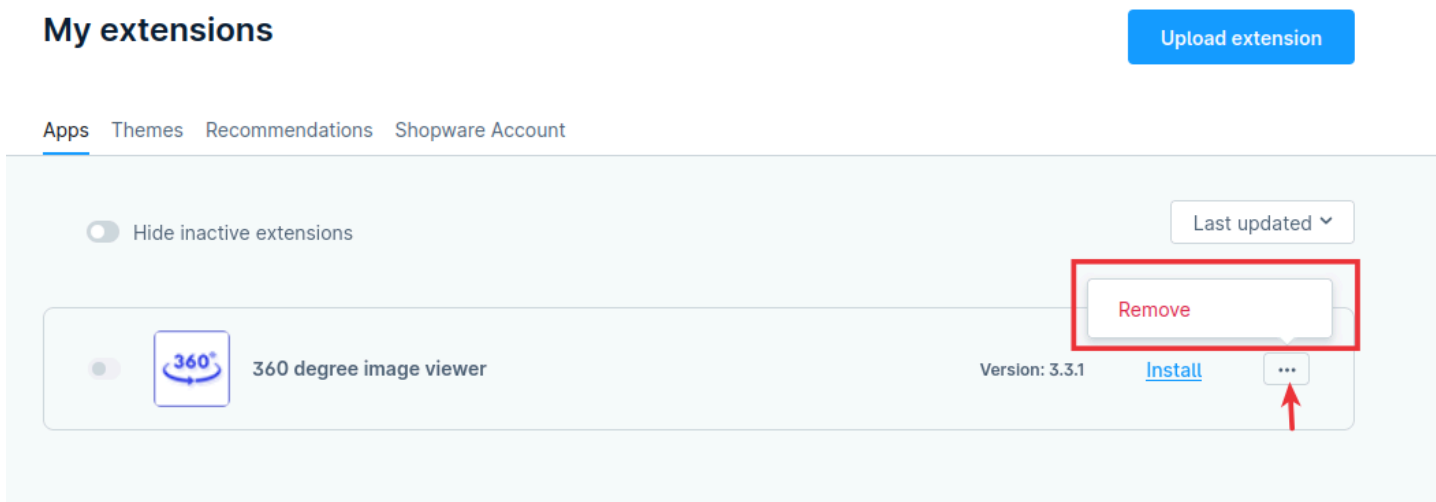 My extensions
Upload extension
Apps Themes Recommendations Shopware Account
Hide inactive extensions
Last updated
Remove
360°
360 degree image viewer
Version: 3.3.1
Install
...